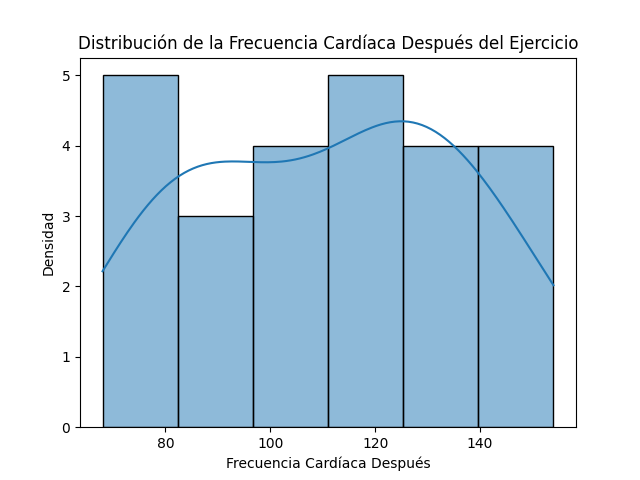 Distribución de la Frecuencia Cardíaca Después del Ejercicio
Densidad
5
4
3
2
1
0
80 100 120 140
Frecuencia Cardíaca Después